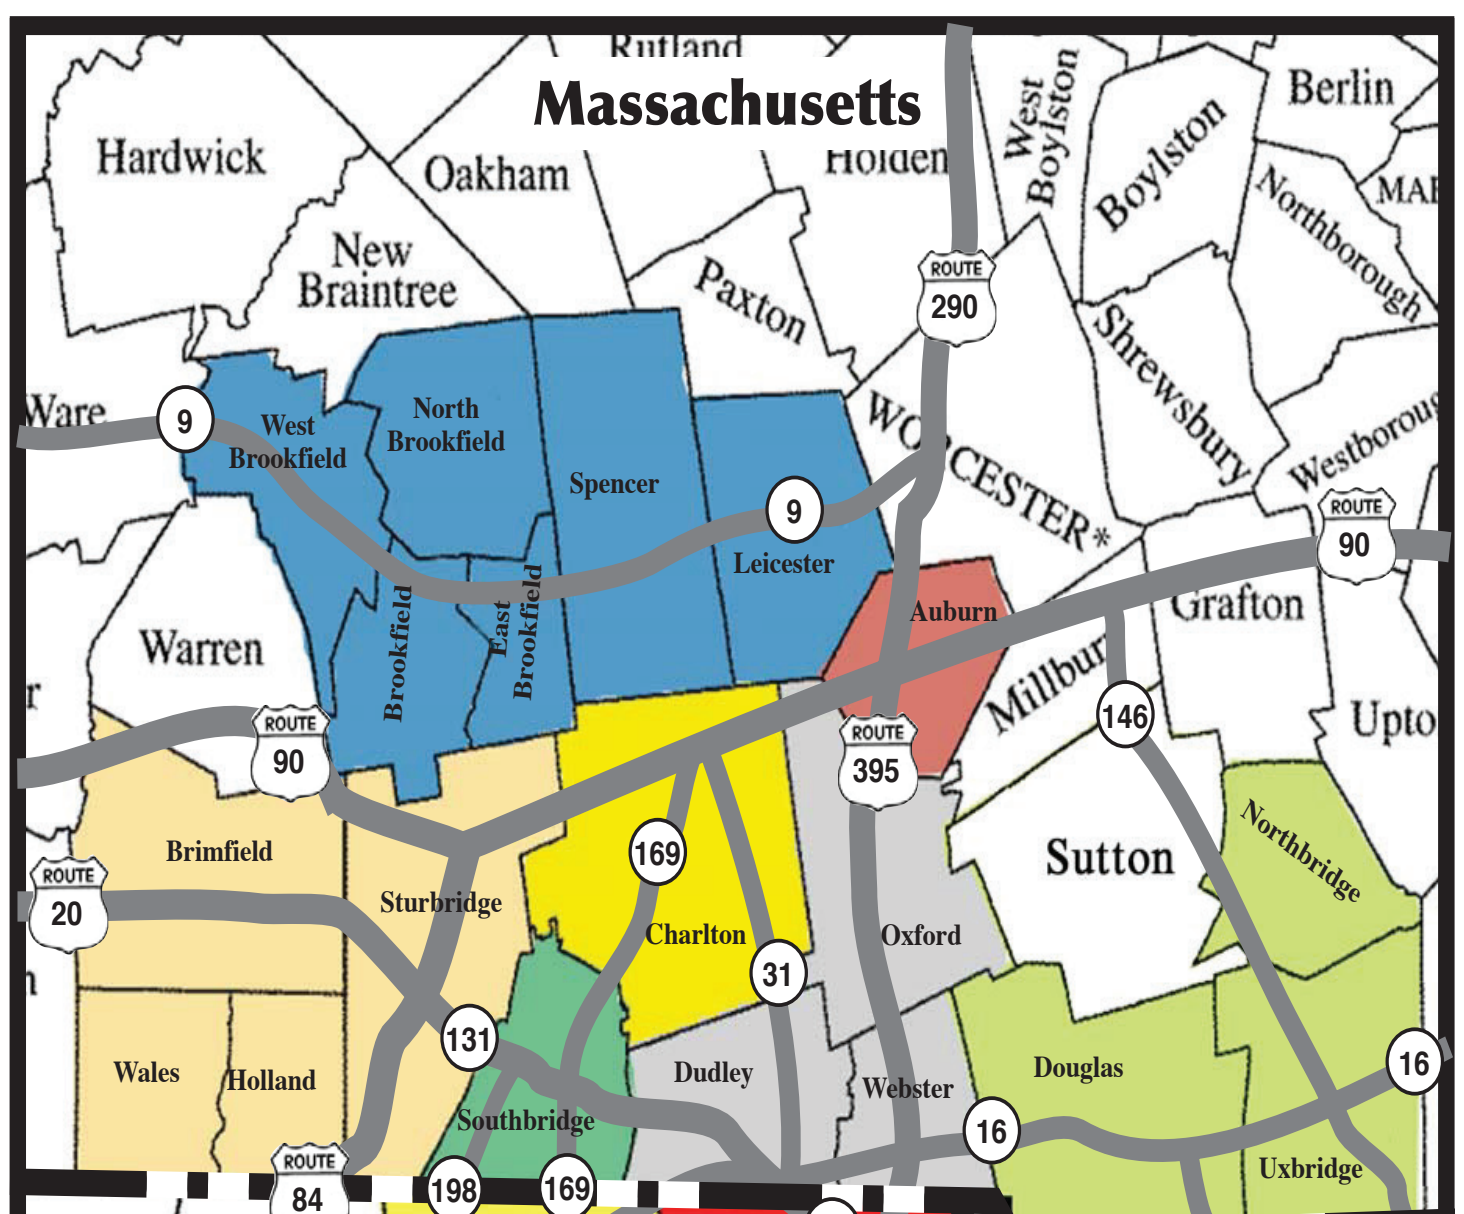 Rutland
Massachusetts
West
Boylston
Boylston
Berlin
Hardwick
Oakham
Holden
Northborough
New
Braintree
Paxton
ROUTE
290
Shrewsbury
Ware
9
West
Brookfield
North
Brookfield
Spencer
9
Leicester
WORCESTER*
ROUTE
90
Warren
Brookfield
East
Brookfield
Auburn
Grafton
Millbur
146
ROUTE
90
ROUTE
395
Brimfield
169
Sutton
Northbridge
ROUTE
20
Sturbridge
Charlton
31
Oxford
131
Wales
Holland
Southbridge
Dudley
Webster
Douglas
16
16
Uxbridge
ROUTE
84
198
169
Westboroug
Upto